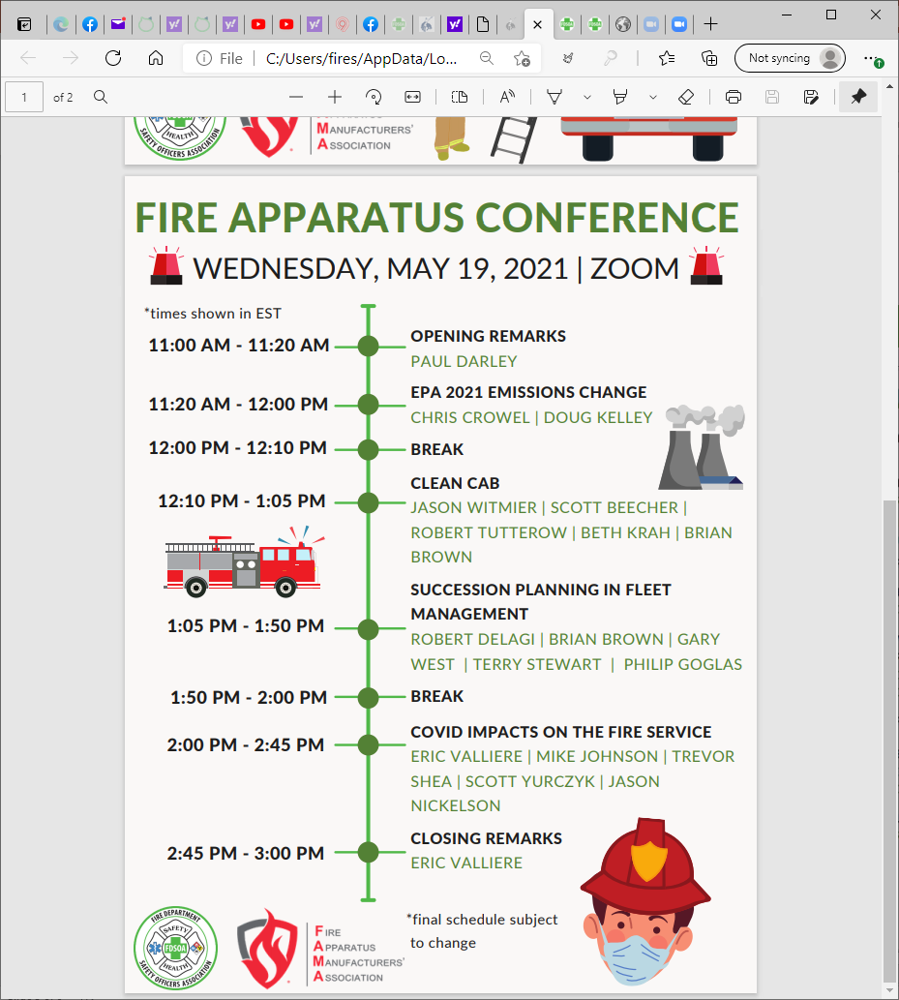 File
C:/Users/fires/AppData/Lo...
Not syncing
1
of 2
HEALTH
SAFETY OFFICERS ASSOCIATION
MANUFACTURERS'
ASSOCIATION
FIRE APPARATUS CONFERENCE
WEDNESDAY, MAY 19, 2021 | ZOOM
*times shown in EST
11:00 AM - 11:20 AM
OPENING REMARKS
PAUL DARLEY
11:20 AM - 12:00 PM
EPA 2021 EMISSIONS CHANGE
CHRIS CROWEL | DOUG KELLEY
12:00 PM - 12:10 PM
BREAK
12:10 PM - 1:05 PM
CLEAN CAB
JASON WITMIER | SCOTT BEECHER |
ROBERT TUTTEROW | BETH KRAH | BRIAN
BROWN
1:05 PM - 1:50 PM
SUCCESSION PLANNING IN FLEET
MANAGEMENT
ROBERT DELAGI | BRIAN BROWN | GARY
WEST | TERRY STEWART | PHILIP GOGLAS
1:50 PM - 2:00 PM
BREAK
2:00 PM - 2:45 PM
COVID IMPACTS ON THE FIRE SERVICE
ERIC VALLIERE | MIKE JOHNSON | TREVOR
SHEA | SCOTT YURCZYK | JASON
NICKELSON
2:45 PM - 3:00 PM
CLOSING REMARKS
ERIC VALLIERE
*final schedule subject
to change
FIRE DEPARTMENT
SAFETY
FDSOA
HEALTH
SAFETY OFFICERS ASSOCIATION
FIRE
APPARATUS
MANUFACTURERS'
ASSOCIATION